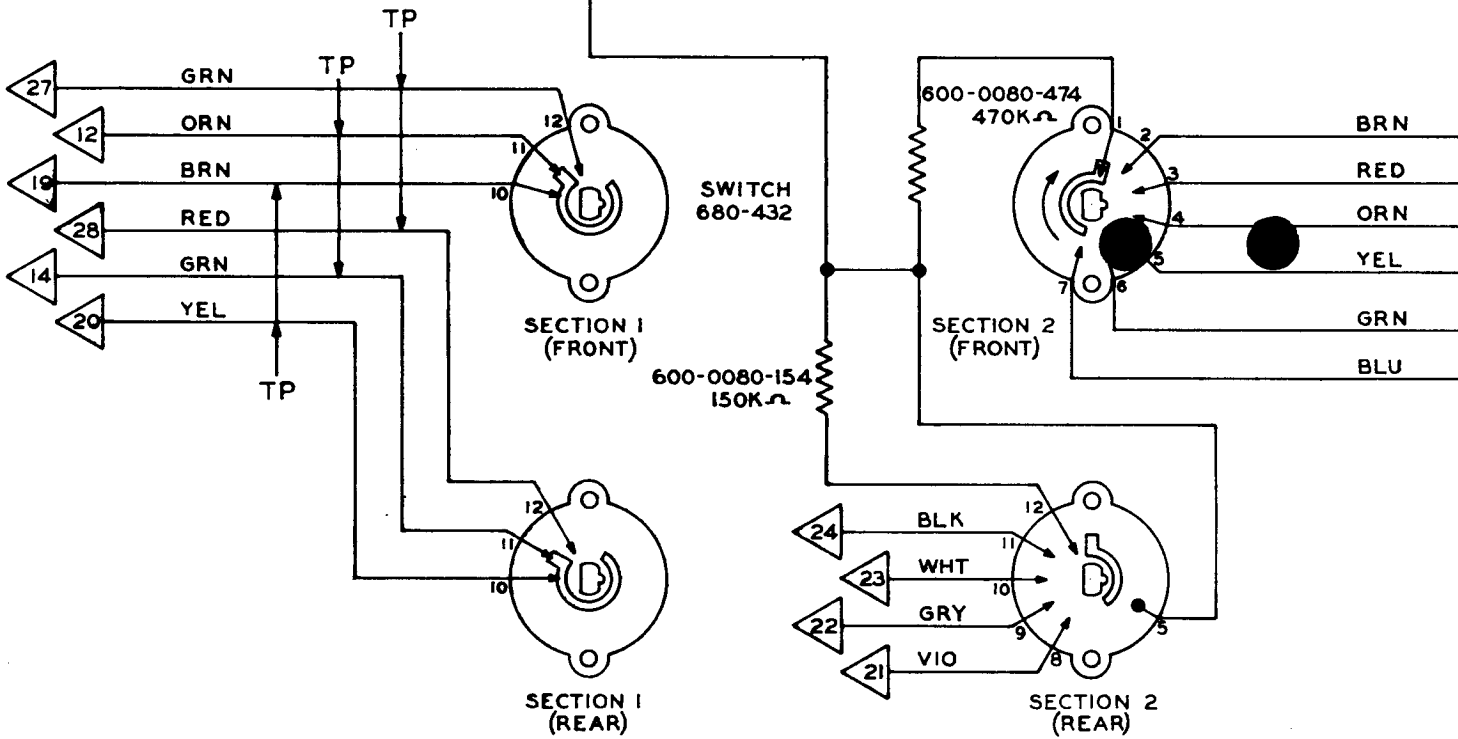 TP
TP
27 GRN
12 ORN
19 BRN
28 RED
14 GRN
20 YEL
TP
12
11
10
SECTION 1
(FRONT)
SWITCH
680-432
600-0080-474
470KΩ
1
2
3
4
5
6
7
BRN
RED
ORN
YEL
GRN
BLU
SECTION 2
(FRONT)
600-0080-154
150KΩ
12
11
10
SECTION 1
(REAR)
24 BLK
23 WHT
22 GRY
21 VIO
12
11
10
9
8
5
SECTION 2
(REAR)